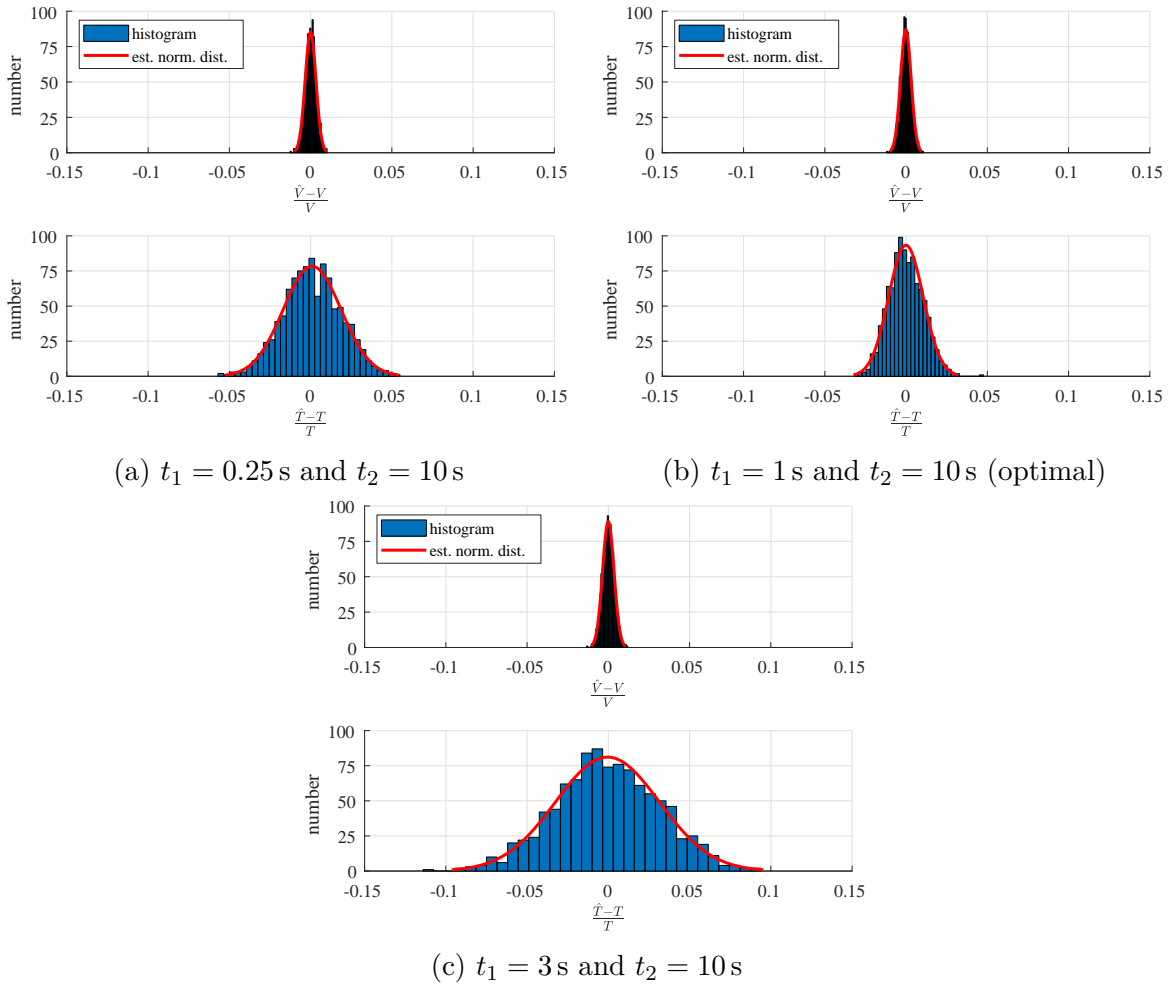 100
75
50
25
0
number
histogram
est. norm. dist.
-0.15 -0.1 -0.05 0 0.05 0.1 0.15
V̂−V
V
100
75
50
25
0
number
histogram
est. norm. dist.
-0.15 -0.1 -0.05 0 0.05 0.1 0.15
V̂−V
V
100
75
50
25
0
number
-0.15 -0.1 -0.05 0 0.05 0.1 0.15
T̂−T
T
100
75
50
25
0
number
-0.15 -0.1 -0.05 0 0.05 0.1 0.15
T̂−T
T
(a) t₁ = 0.25 s and t₂ = 10 s
(b) t₁ = 1 s and t₂ = 10 s (optimal)
100
75
50
25
0
number
histogram
est. norm. dist.
-0.15 -0.1 -0.05 0 0.05 0.1 0.15
V̂−V
V
100
75
50
25
0
number
-0.15 -0.1 -0.05 0 0.05 0.1 0.15
T̂−T
T
(c) t₁ = 3 s and t₂ = 10 s